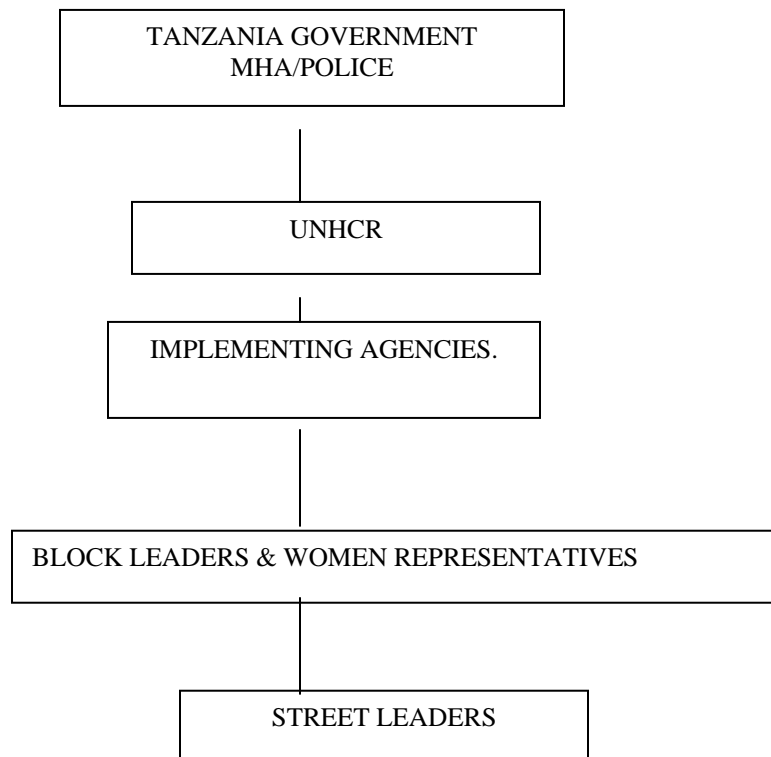 TANZANIA GOVERNMENT
MHA/POLICE
UNHCR
IMPLEMENTING AGENCIES.
BLOCK LEADERS & WOMEN REPRESENTATIVES
STREET LEADERS